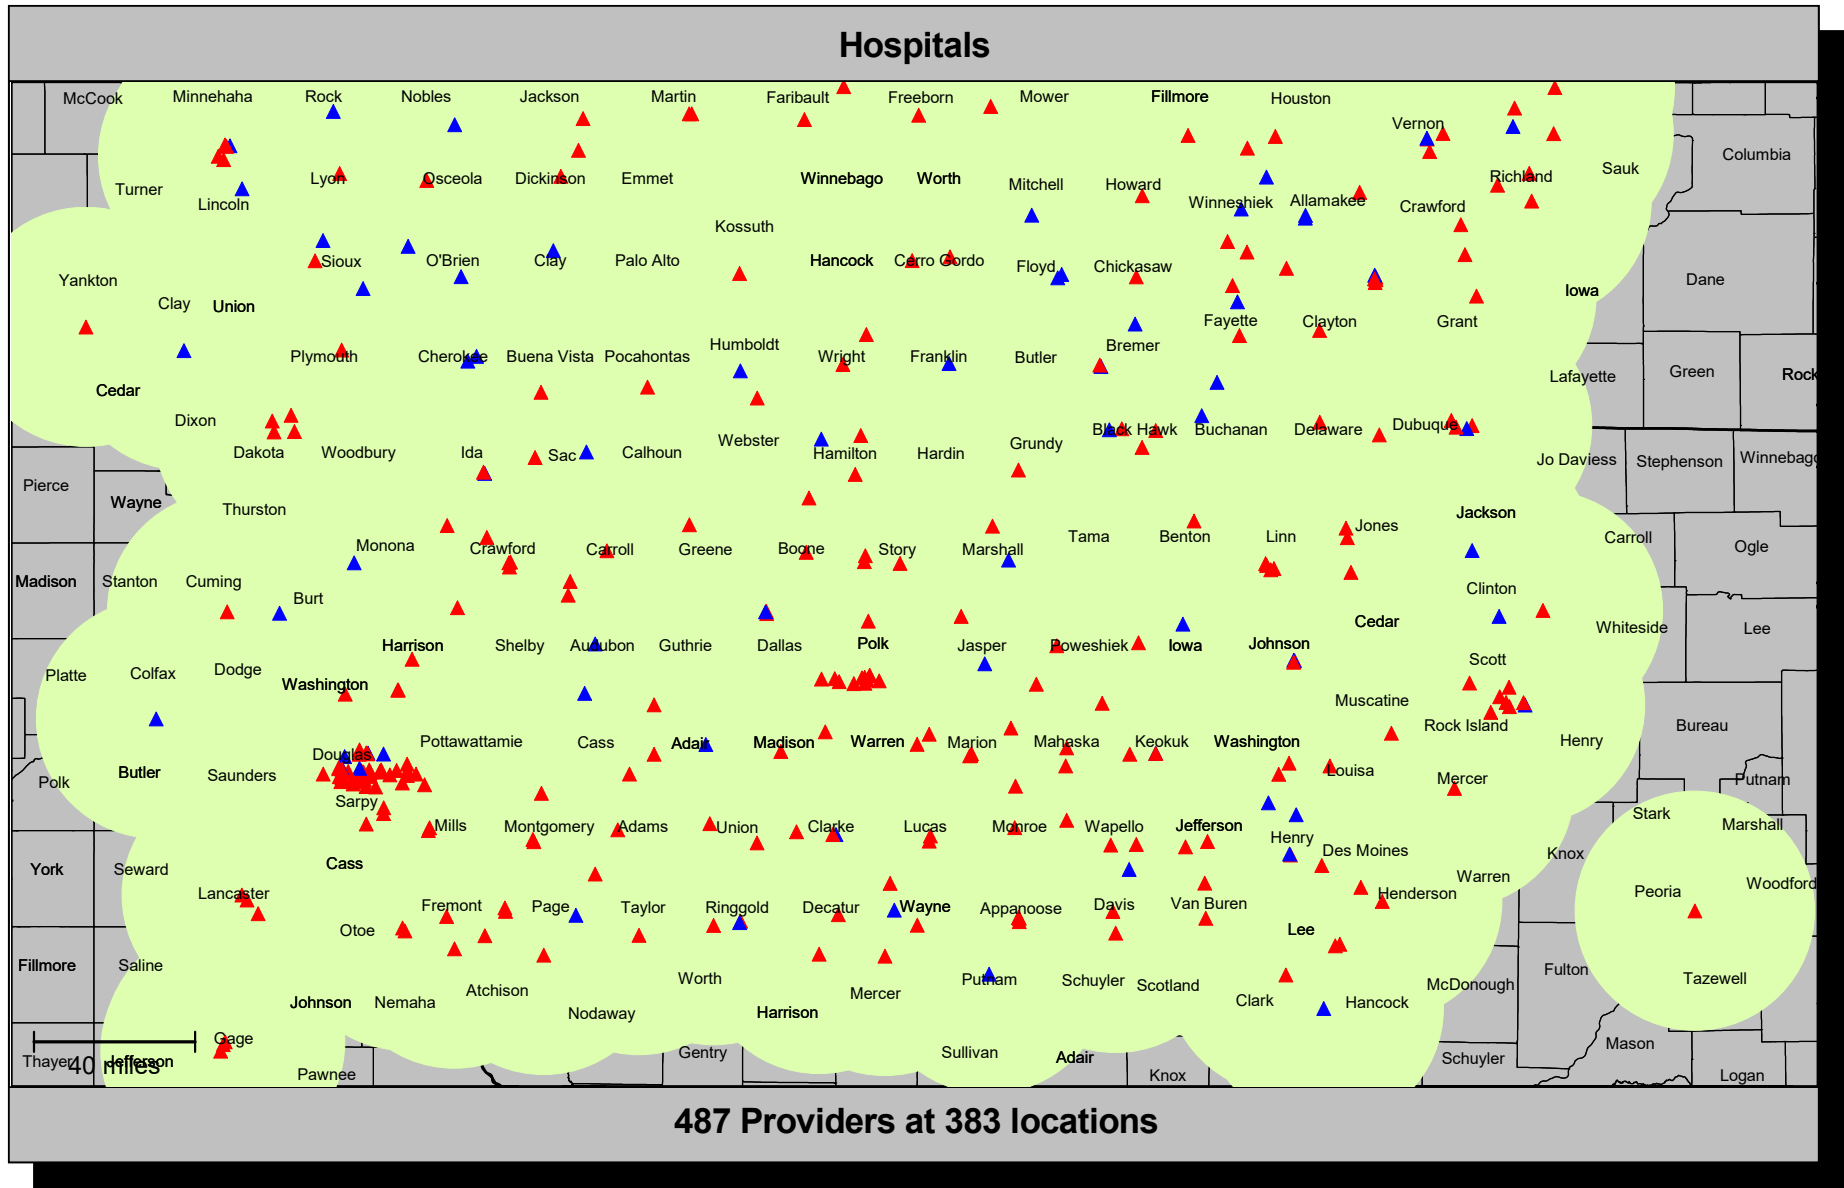 Hospitals
McCook Minnehaha Rock Nobles Jackson Martin Faribault Freeborn Mower Fillmore Houston
Vernon
Columbia
Turner Lyon Osceola Dickinson Emmet Winnebago Worth Mitchell Howard Richland Sauk
Lincoln Winneshiek Allamakee Crawford
Kossuth
Yankton Sioux O'Brien Clay Palo Alto Hancock Cerro Gordo Floyd Chickasaw Dane
Clay Union Iowa
Fayette Clayton Grant
Plymouth Cherokee Buena Vista Pocahontas Humboldt Wright Franklin Butler Bremer
Lafayette Green Rock
Cedar
Dixon Black Hawk Buchanan Delaware Dubuque
Dakota Woodbury Ida Sac Calhoun Webster Hamilton Hardin Grundy Jo Daviess Stephenson Winnebago
Pierce
Wayne Thurston Jackson
Monona Crawford Carroll Greene Boone Story Marshall Tama Benton Linn Jones Carroll Ogle
Madison Stanton Cuming Clinton
Burt
Cedar Whiteside Lee
Harrison Shelby Audubon Guthrie Dallas Polk Jasper Poweshiek Iowa Johnson
Platte Colfax Dodge Scott
Washington Muscatine
Rock Island Bureau
Douglas Pottawattamie Cass Adair Madison Warren Marion Mahaska Keokuk Washington Henry
Polk Butler Saunders Louisa Mercer Putnam
Sarpy Stark
Mills Montgomery Adams Union Clarke Lucas Monroe Wapello Jefferson Marshall
Henry Des Moines Knox
York Seward Cass Warren
Lancaster Henderson Peoria Woodford
Fremont Page Taylor Ringgold Decatur Wayne Appanoose Davis Van Buren
Otoe Lee
Fillmore Saline Fulton
Worth Putnam Schuyler Scotland McDonough Tazewell
Johnson Nemaha Atchison Mercer Clark Hancock
Nodaway Harrison
Gage Mason
Thayer Jefferson Gentry Sullivan Adair Schuyler
40 miles
Pawnee Knox Logan
487 Providers at 383 locations